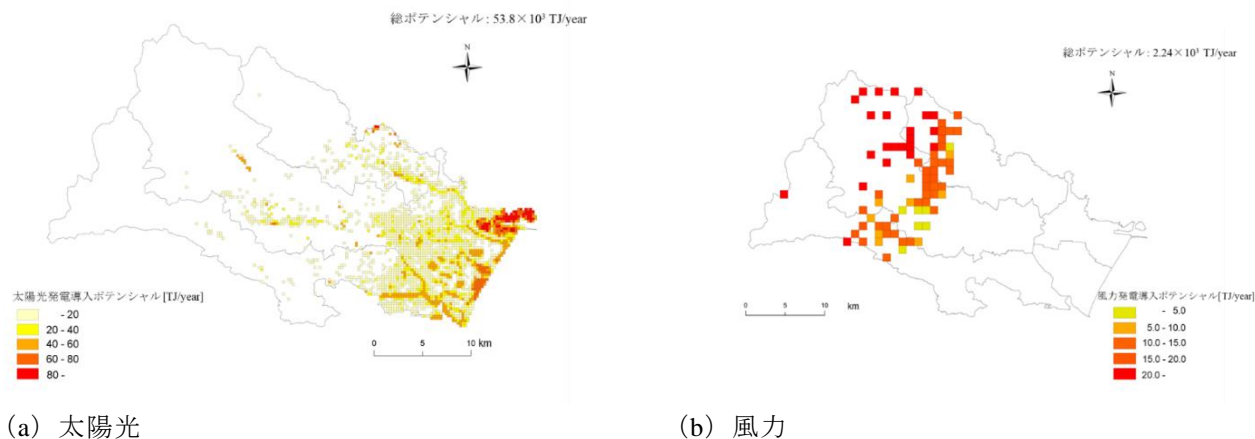 総ポテンシャル: 53.8×10³ TJ/year
N
太陽光発電導入ポテンシャル[TJ/year]
- 20
20 - 40
40 - 60
60 - 80
80 -
0 5 10 km
(a) 太陽光
総ポテンシャル: 2.24×10³ TJ/year
N
0 5 10 km
風力発電導入ポテンシャル[TJ/year]
- 5.0
5.0 - 10.0
10.0 - 15.0
15.0 - 20.0
20.0 -
(b) 風力